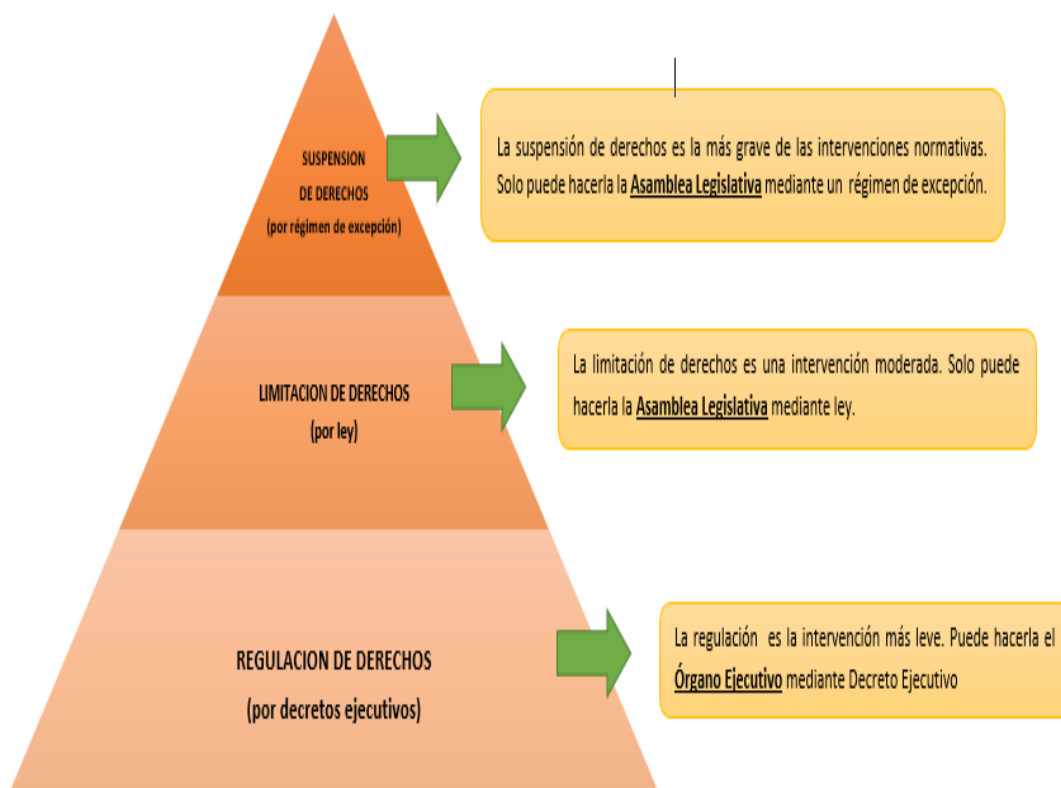 SUSPENSION
DE DERECHOS
(por régimen de excepción)
La suspensión de derechos es la más grave de las intervenciones normativas.
Solo puede hacerla la Asamblea Legislativa mediante un régimen de excepción.
LIMITACION DE DERECHOS
(por ley)
La limitación de derechos es una intervención moderada. Solo puede
hacerla la Asamblea Legislativa mediante ley.
REGULACION DE DERECHOS
(por decretos ejecutivos)
La regulación es la intervención más leve. Puede hacerla el
Órgano Ejecutivo mediante Decreto Ejecutivo